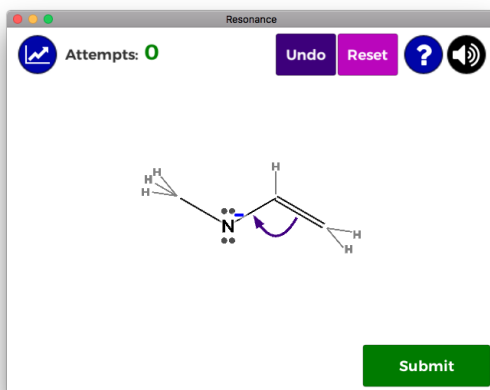 Resonance
Attempts: 0
Undo
Reset
?
H
H
H
H
H
N
H
H
Submit